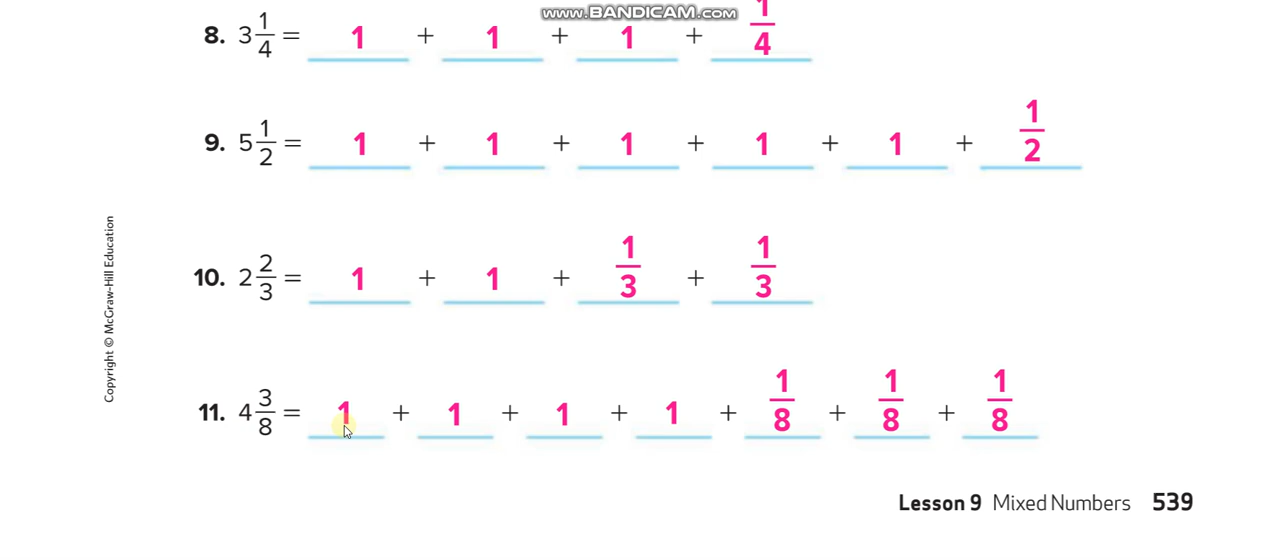 www.BANDICAM.com
8. 3 1/4 = 1 + 1 + 1 + 1/4
9. 5 1/2 = 1 + 1 + 1 + 1 + 1 + 1/2
10. 2 2/3 = 1 + 1 + 1/3 + 1/3
11. 4 3/8 = 1 + 1 + 1 + 1 + 1/8 + 1/8 + 1/8
Copyright © McGraw-Hill Education
Lesson 9 Mixed Numbers 539